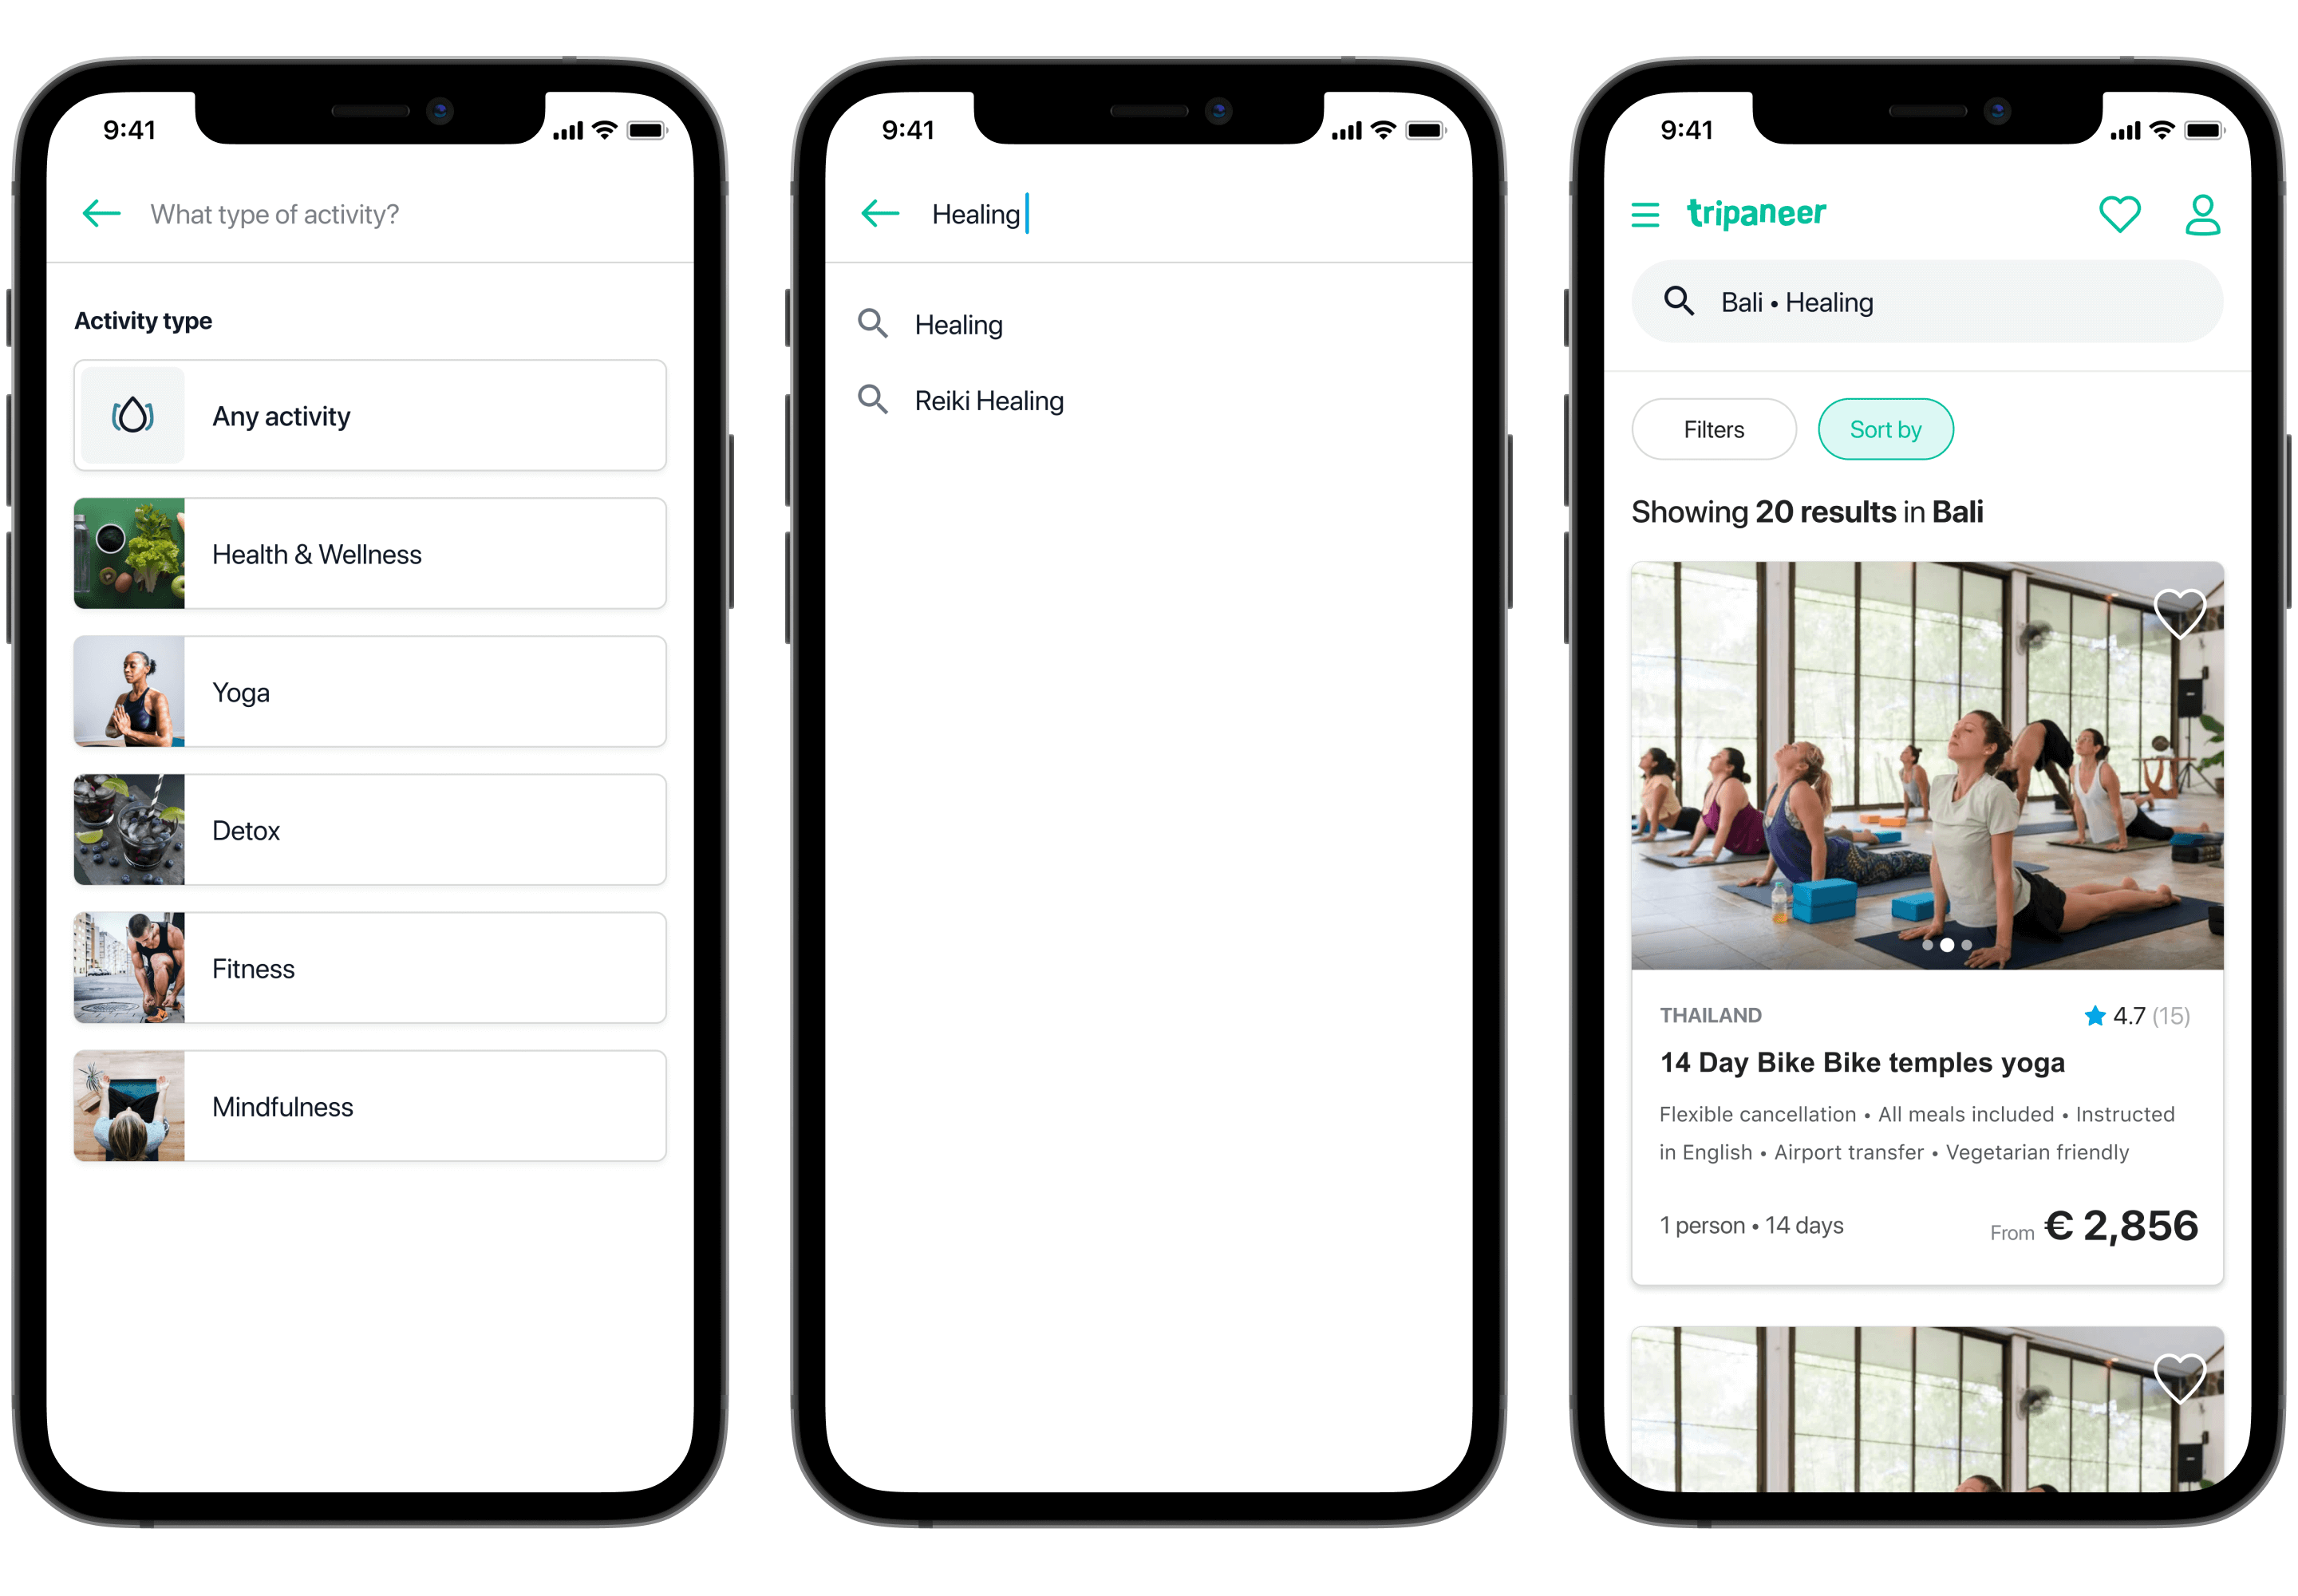 9:41
What type of activity?
Activity type
Any activity
Health & Wellness
Yoga
Detox
Fitness
Mindfulness
9:41
Healing
Healing
Reiki Healing
9:41
tripaneer
Bali • Healing
Filters
Sort by
Showing 20 results in Bali
THAILAND
4.7 (15)
14 Day Bike Bike temples yoga
Flexible cancellation • All meals included • Instructed
in English • Airport transfer • Vegetarian friendly
1 person • 14 days
From € 2,856